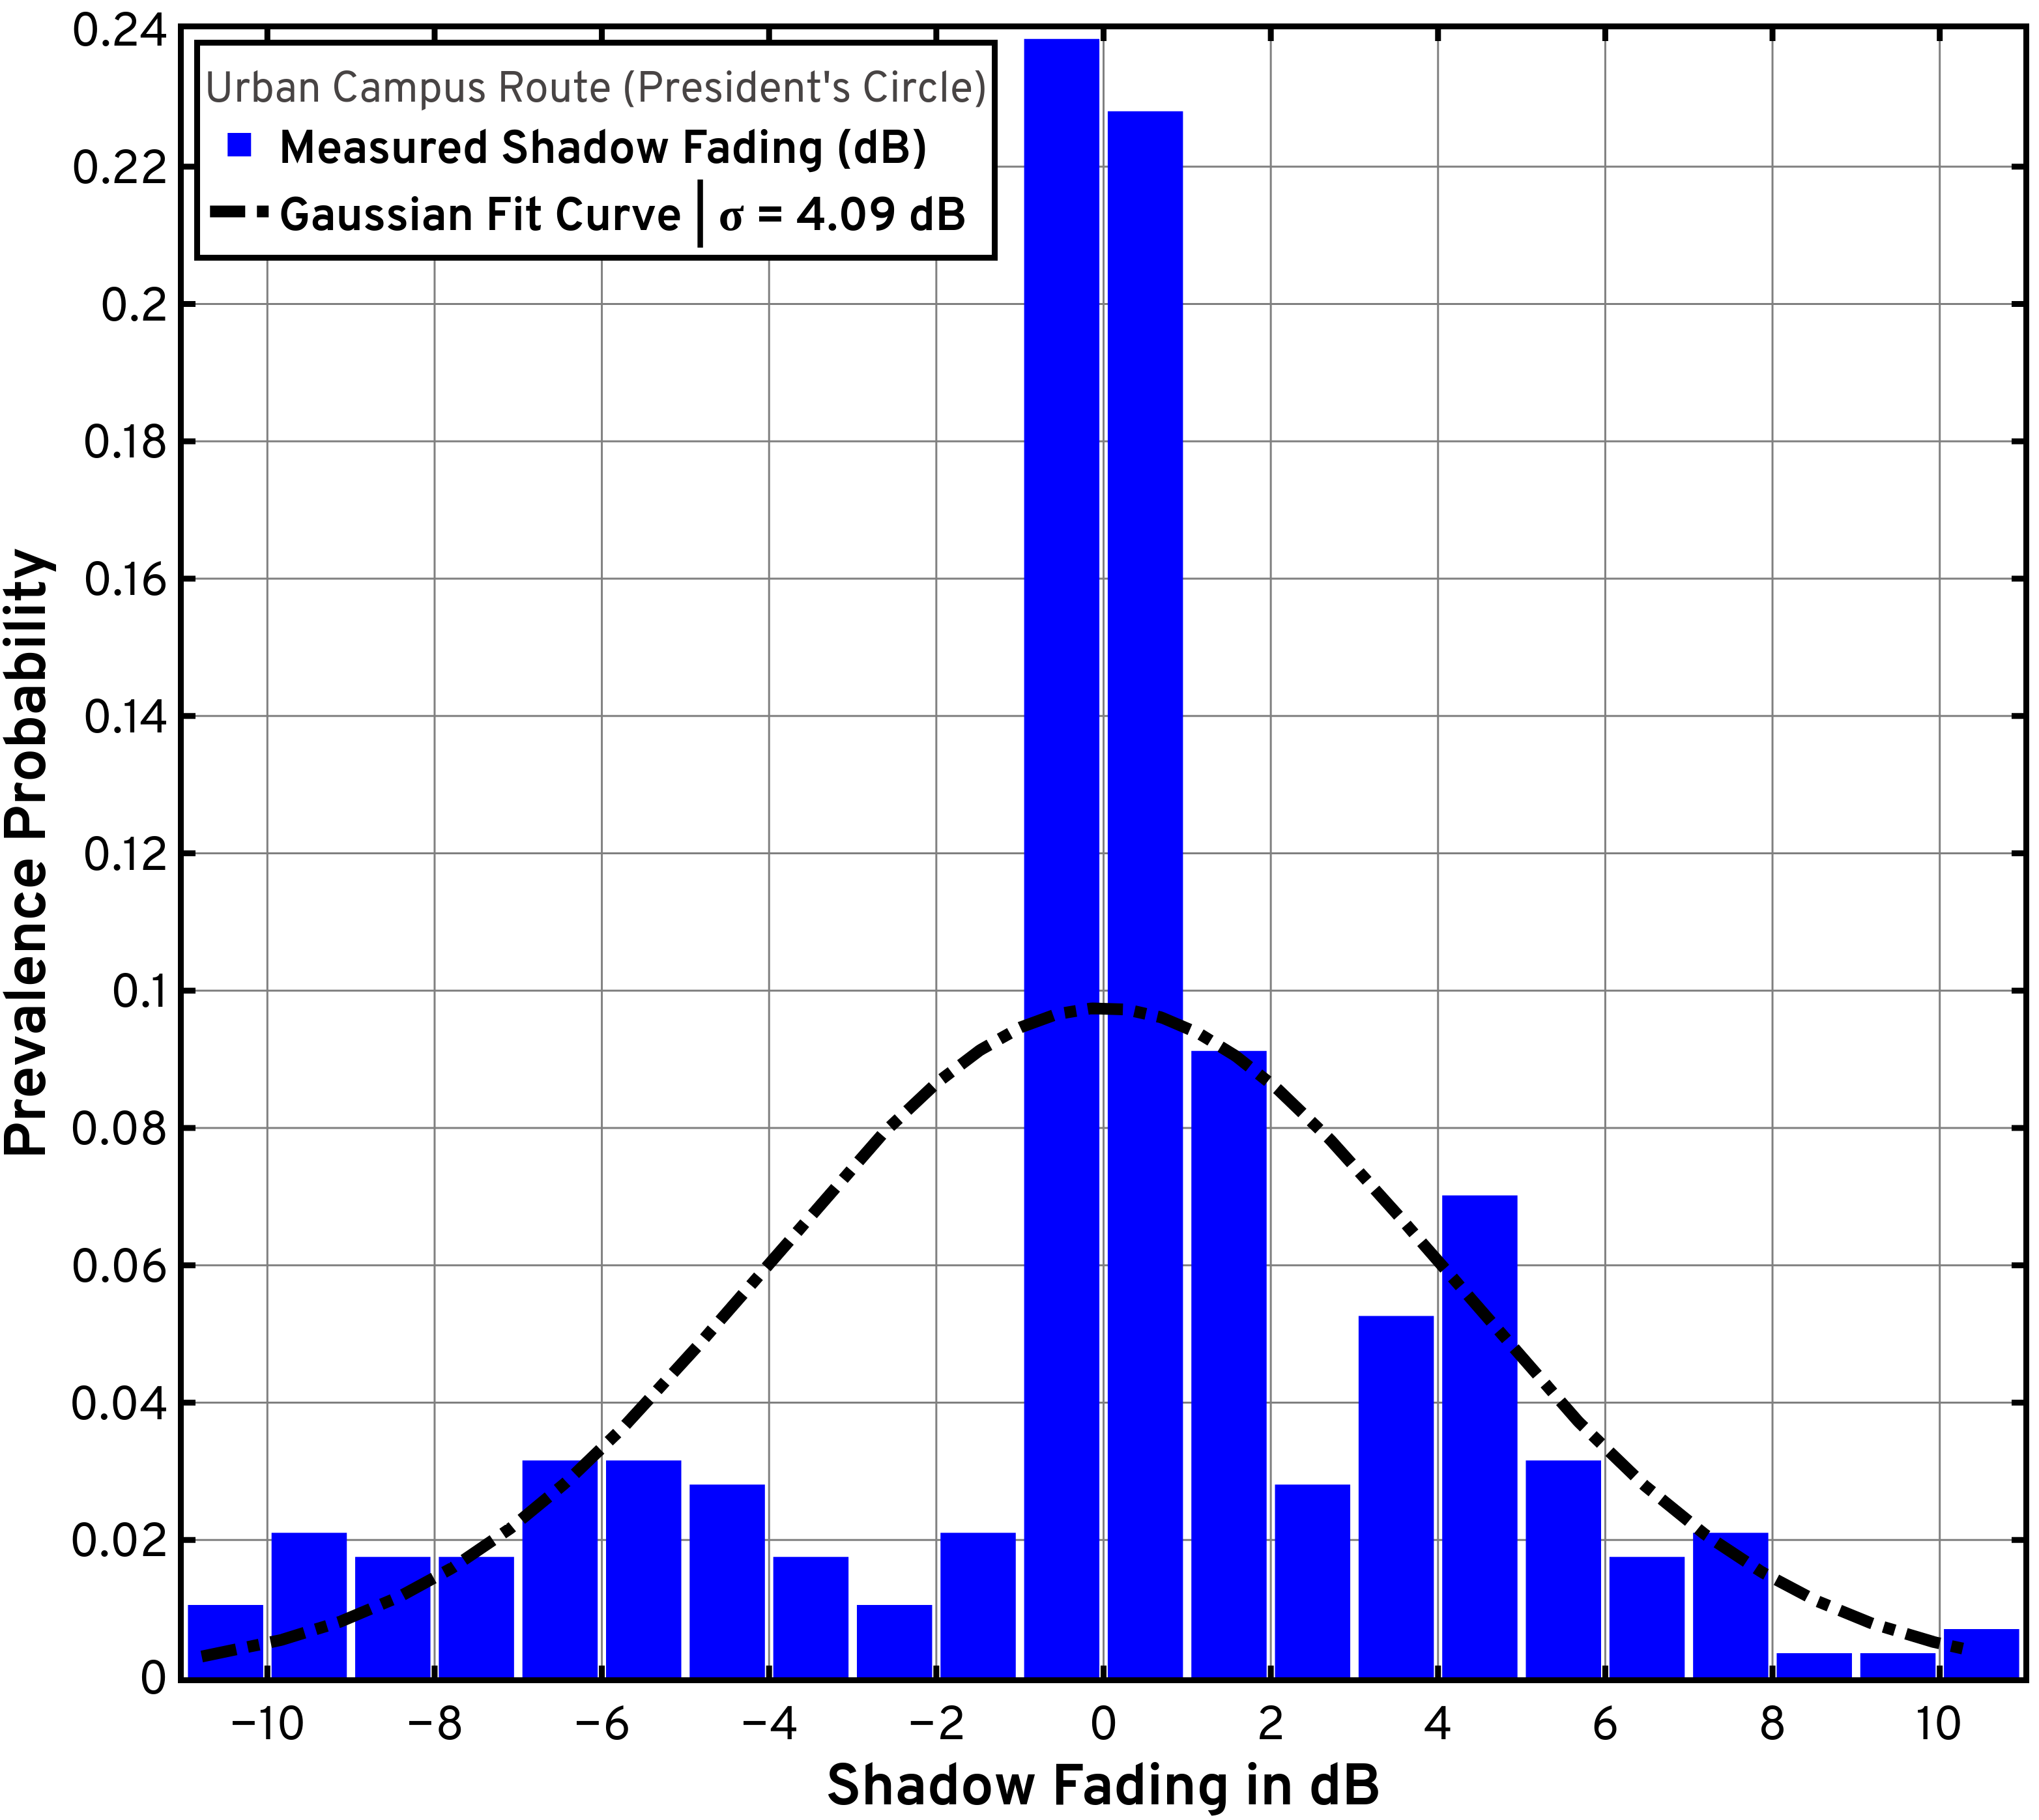 Urban Campus Route (President's Circle)
Measured Shadow Fading (dB)
Gaussian Fit Curve | σ = 4.09 dB
Prevalence Probability
0.24
0.22
0.2
0.18
0.16
0.14
0.12
0.1
0.08
0.06
0.04
0.02
0
−10 −8 −6 −4 −2 0 2 4 6 8 10
Shadow Fading in dB